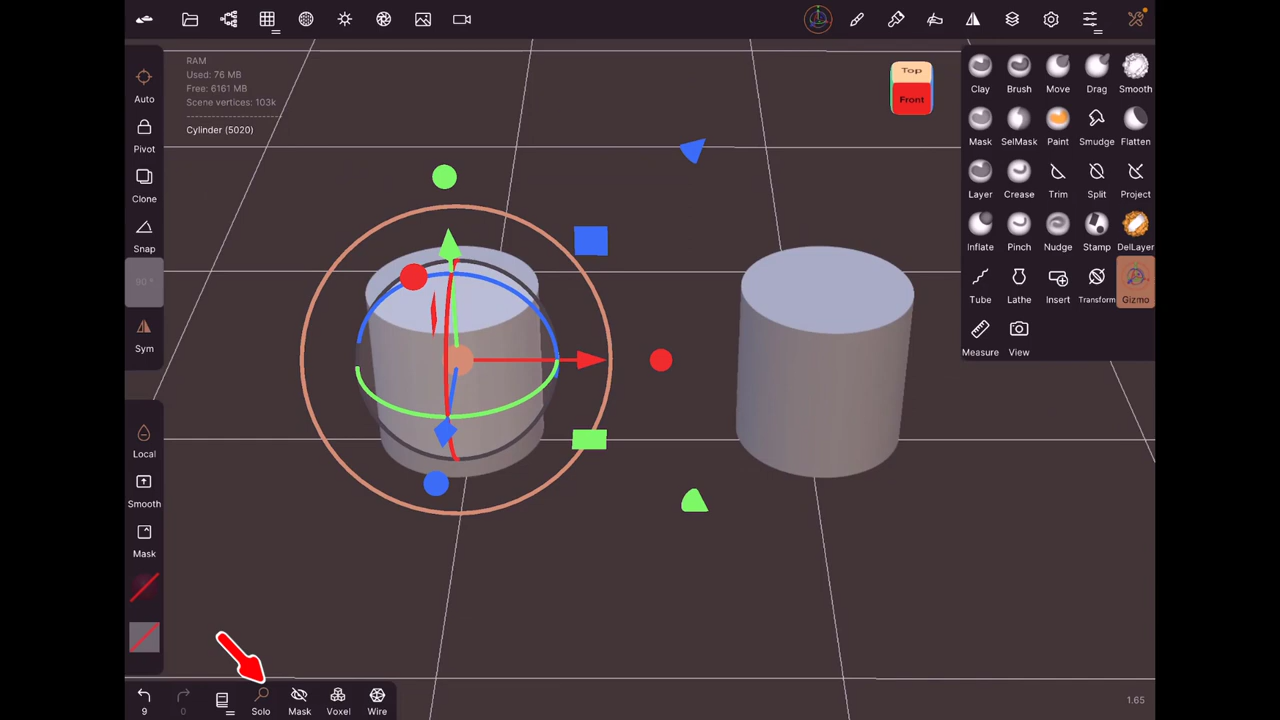 RAM
Used: 76 MB
Free: 6161 MB
Scene vertices: 103k
Cylinder (5020)
Top
Front
Auto
Pivot
Clone
Snap
90 °
Sym
Local
Smooth
Mask
Clay Brush Move Drag Smooth
Mask SelMask Paint Smudge Flatten
Layer Crease Trim Split Project
Inflate Pinch Nudge Stamp DelLayer
Tube Lathe Insert Transform Gizmo
Measure View
9 0 Solo Mask Voxel Wire
1.65